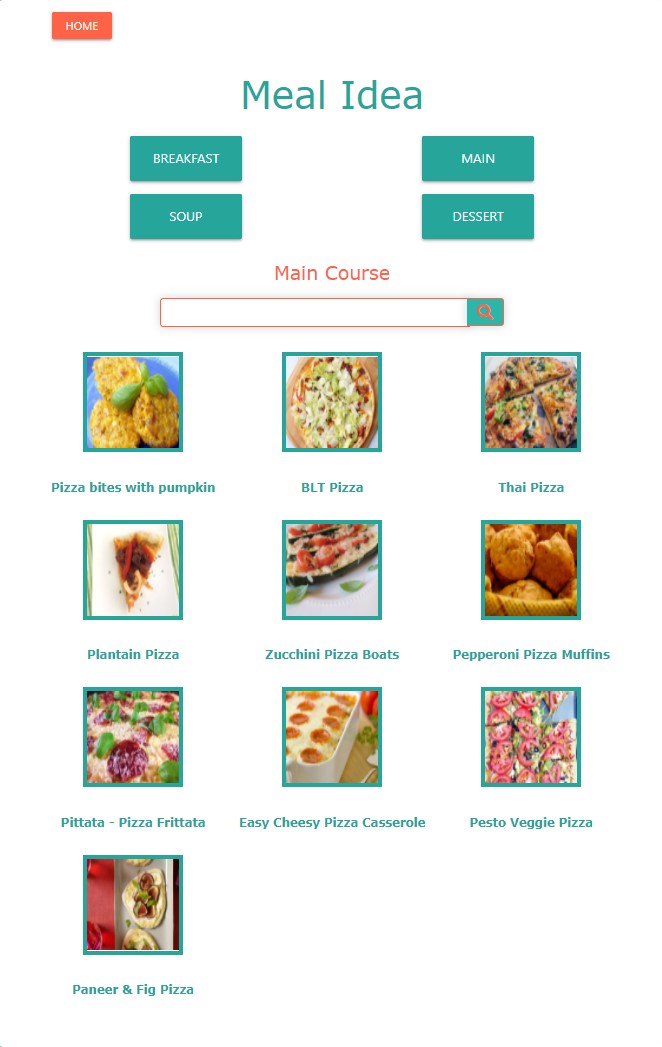 HOME
Meal Idea
BREAKFAST
MAIN
SOUP
DESSERT
Main Course
Pizza bites with pumpkin
BLT Pizza
Thai Pizza
Plantain Pizza
Zucchini Pizza Boats
Pepperoni Pizza Muffins
Pittata - Pizza Frittata
Easy Cheesy Pizza Casserole
Pesto Veggie Pizza
Paneer & Fig Pizza